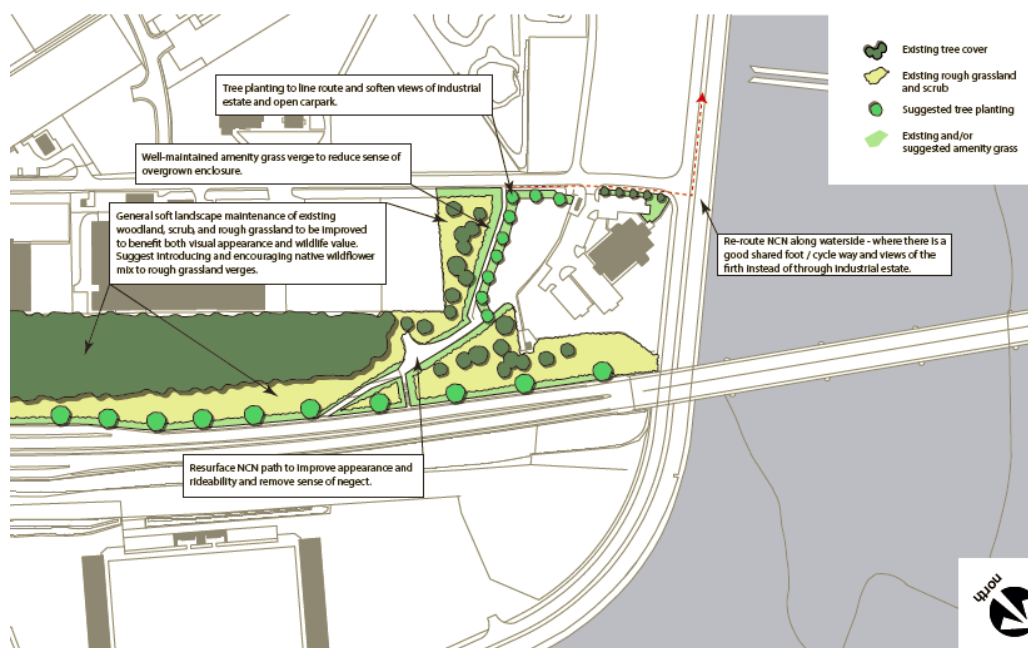 Existing tree cover
Existing rough grassland
and scrub
Suggested tree planting
Existing and/or
suggested amenity grass
Tree planting to line route and soften views of industrial
estate and open carpark.
Well-maintained amenity grass verge to reduce sense of
overgrown enclosure.
General soft landscape maintenance of existing
woodland, scrub, and rough grassland to be improved
to benefit both visual appearance and wildlife value.
Suggest introducing and encouraging native wildflower
mix to rough grassland verges.
Re-route NCN along waterside - where there is a
good shared foot / cycle way and views of the
firth instead of through industrial estate.
Resurface NCN path to improve appearance and
rideability and remove sense of negect.
north